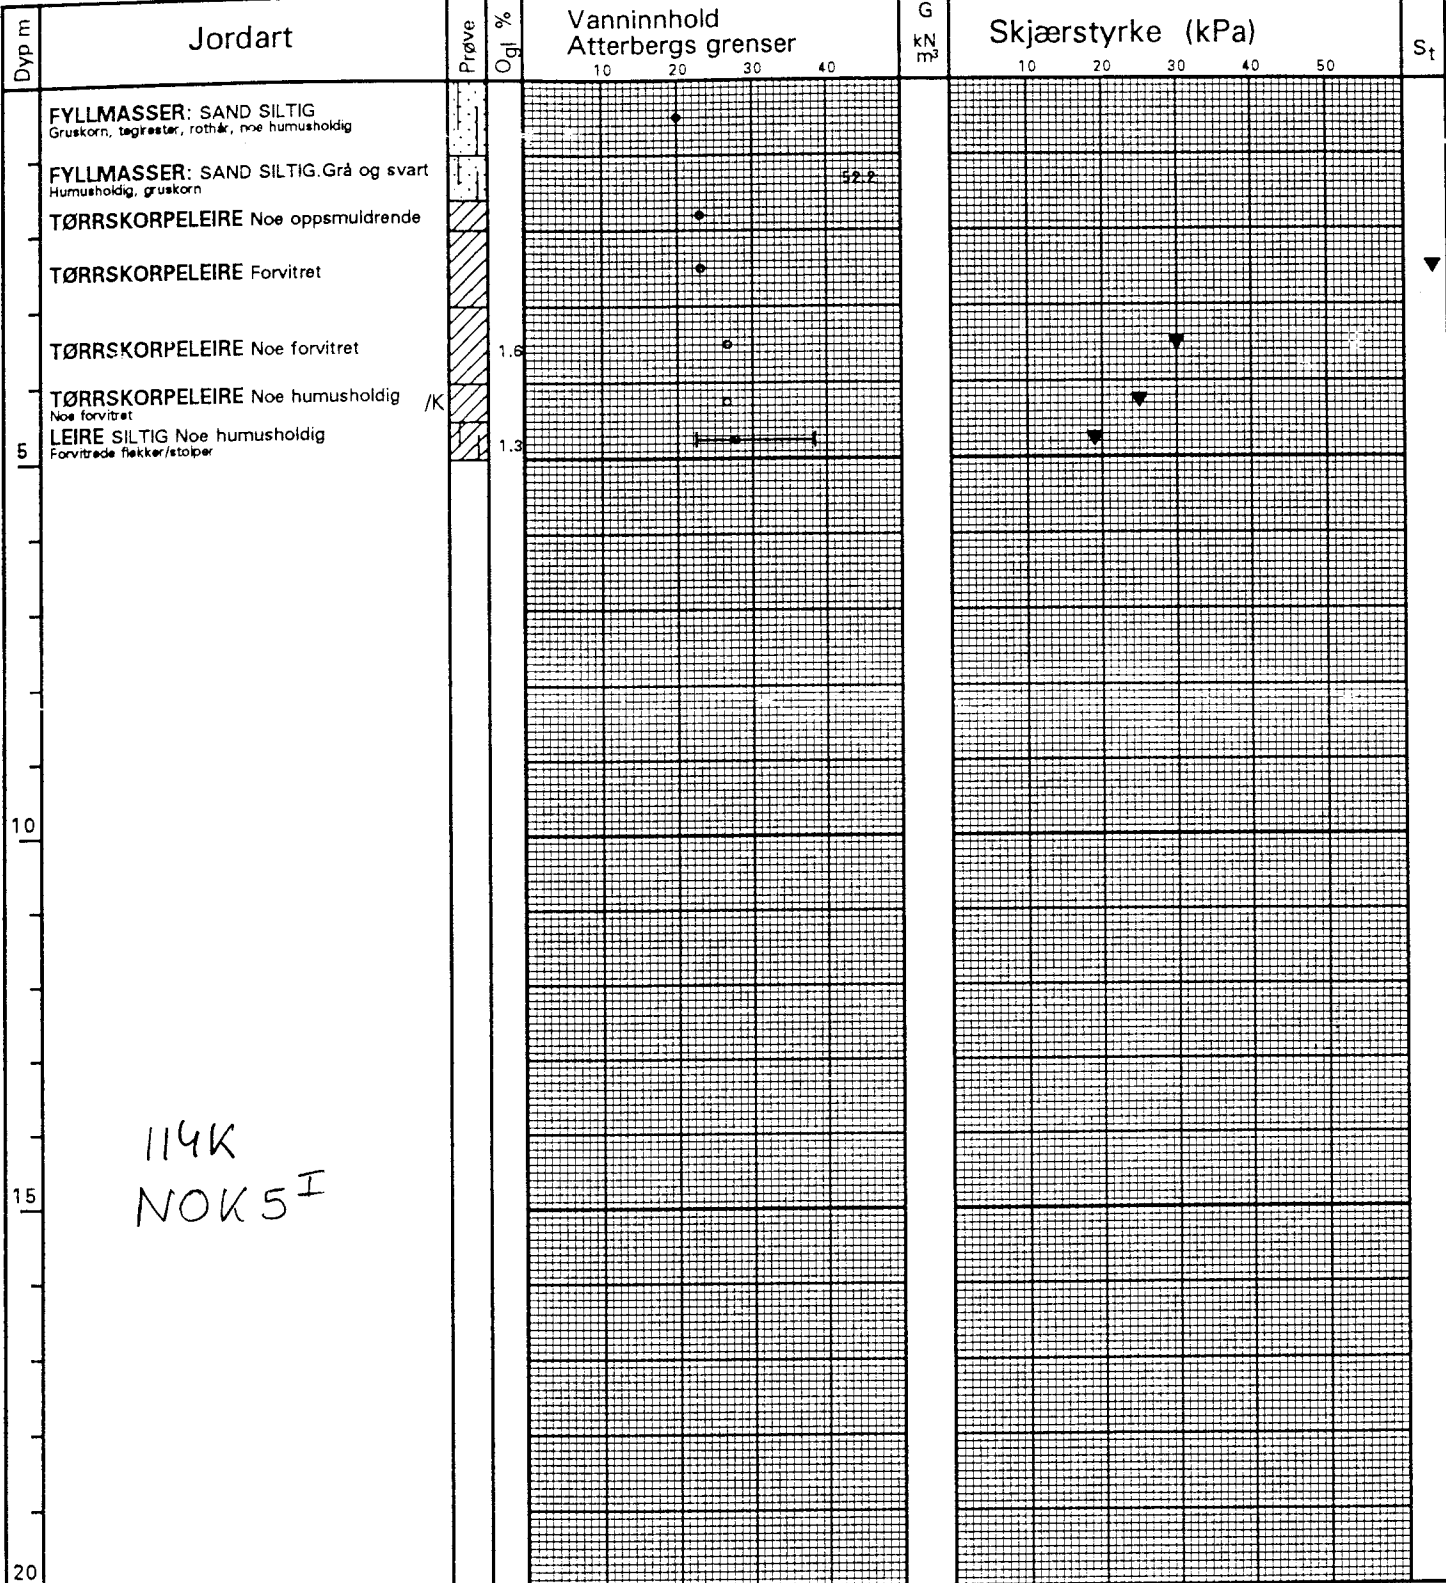 Dyp m
Jordart
Prøve
Ogl %
Vanninnhold
Atterbergs grenser
10 20 30 40
G
kN
m³
Skjærstyrke (kPa)
10 20 30 40 50
St
FYLLMASSER: SAND SILTIG
Gruskorn, teglrester, rothår, noe humusholdig
FYLLMASSER: SAND SILTIG.Grå og svart
Humusholdig, gruskorn
52.2
TØRRSKORPELEIRE Noe oppsmuldrende
TØRRSKORPELEIRE Forvitret
TØRRSKORPELEIRE Noe forvitret
1.6
TØRRSKORPELEIRE Noe humusholdig /K
Noe forvitret
LEIRE SILTIG Noe humusholdig
Forvitrede flekker/stolper
1.3
5
10
114K
NOK 5 I
15
20